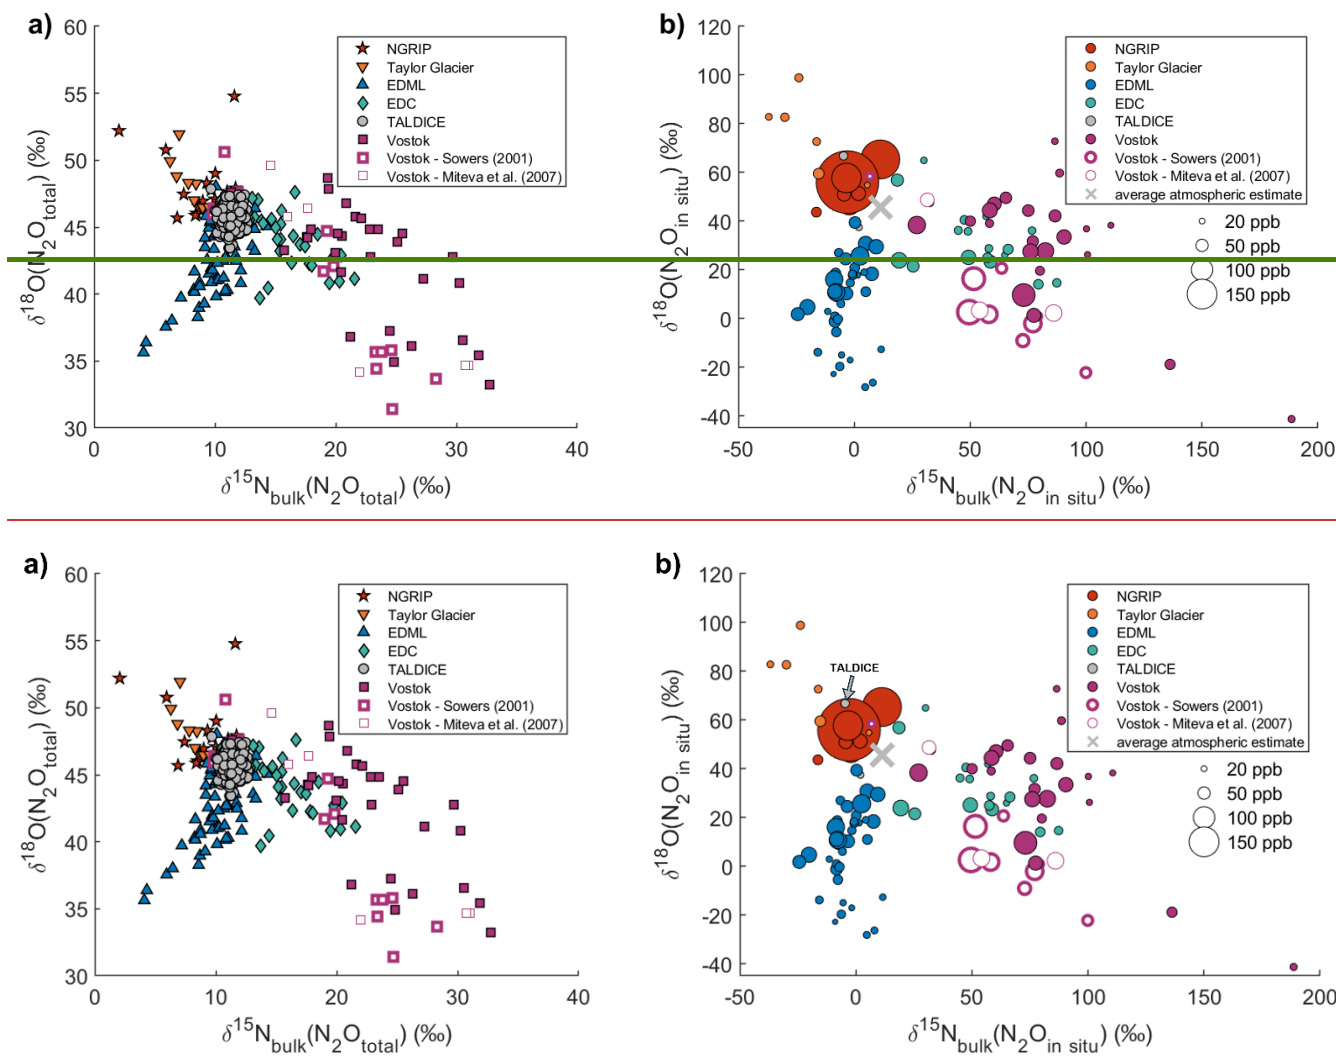 a)
60
55
50
45
40
35
30
0
10
20
30
40
δ18O(N2Ototal) (‰)
δ15Nbulk(N2Ototal) (‰)
NGRIP
Taylor Glacier
EDML
EDC
TALDICE
Vostok
Vostok - Sowers (2001)
Vostok - Miteva et al. (2007)
b)
120
100
80
60
40
20
0
-20
-40
-50
0
50
100
150
200
δ18O(N2Oin situ) (‰)
δ15Nbulk(N2Oin situ) (‰)
NGRIP
Taylor Glacier
EDML
EDC
TALDICE
Vostok
Vostok - Sowers (2001)
Vostok - Miteva et al. (2007)
average atmospheric estimate
20 ppb
50 ppb
100 ppb
150 ppb
a)
60
55
50
45
40
35
30
0
10
20
30
40
δ18O(N2Ototal) (‰)
δ15Nbulk(N2Ototal) (‰)
NGRIP
Taylor Glacier
EDML
EDC
TALDICE
Vostok
Vostok - Sowers (2001)
Vostok - Miteva et al. (2007)
b)
120
100
80
60
40
20
0
-20
-40
-50
0
50
100
150
200
δ18O(N2Oin situ) (‰)
δ15Nbulk(N2Oin situ) (‰)
TALDICE
NGRIP
Taylor Glacier
EDML
EDC
TALDICE
Vostok
Vostok - Sowers (2001)
Vostok - Miteva et al. (2007)
average atmospheric estimate
20 ppb
50 ppb
100 ppb
150 ppb